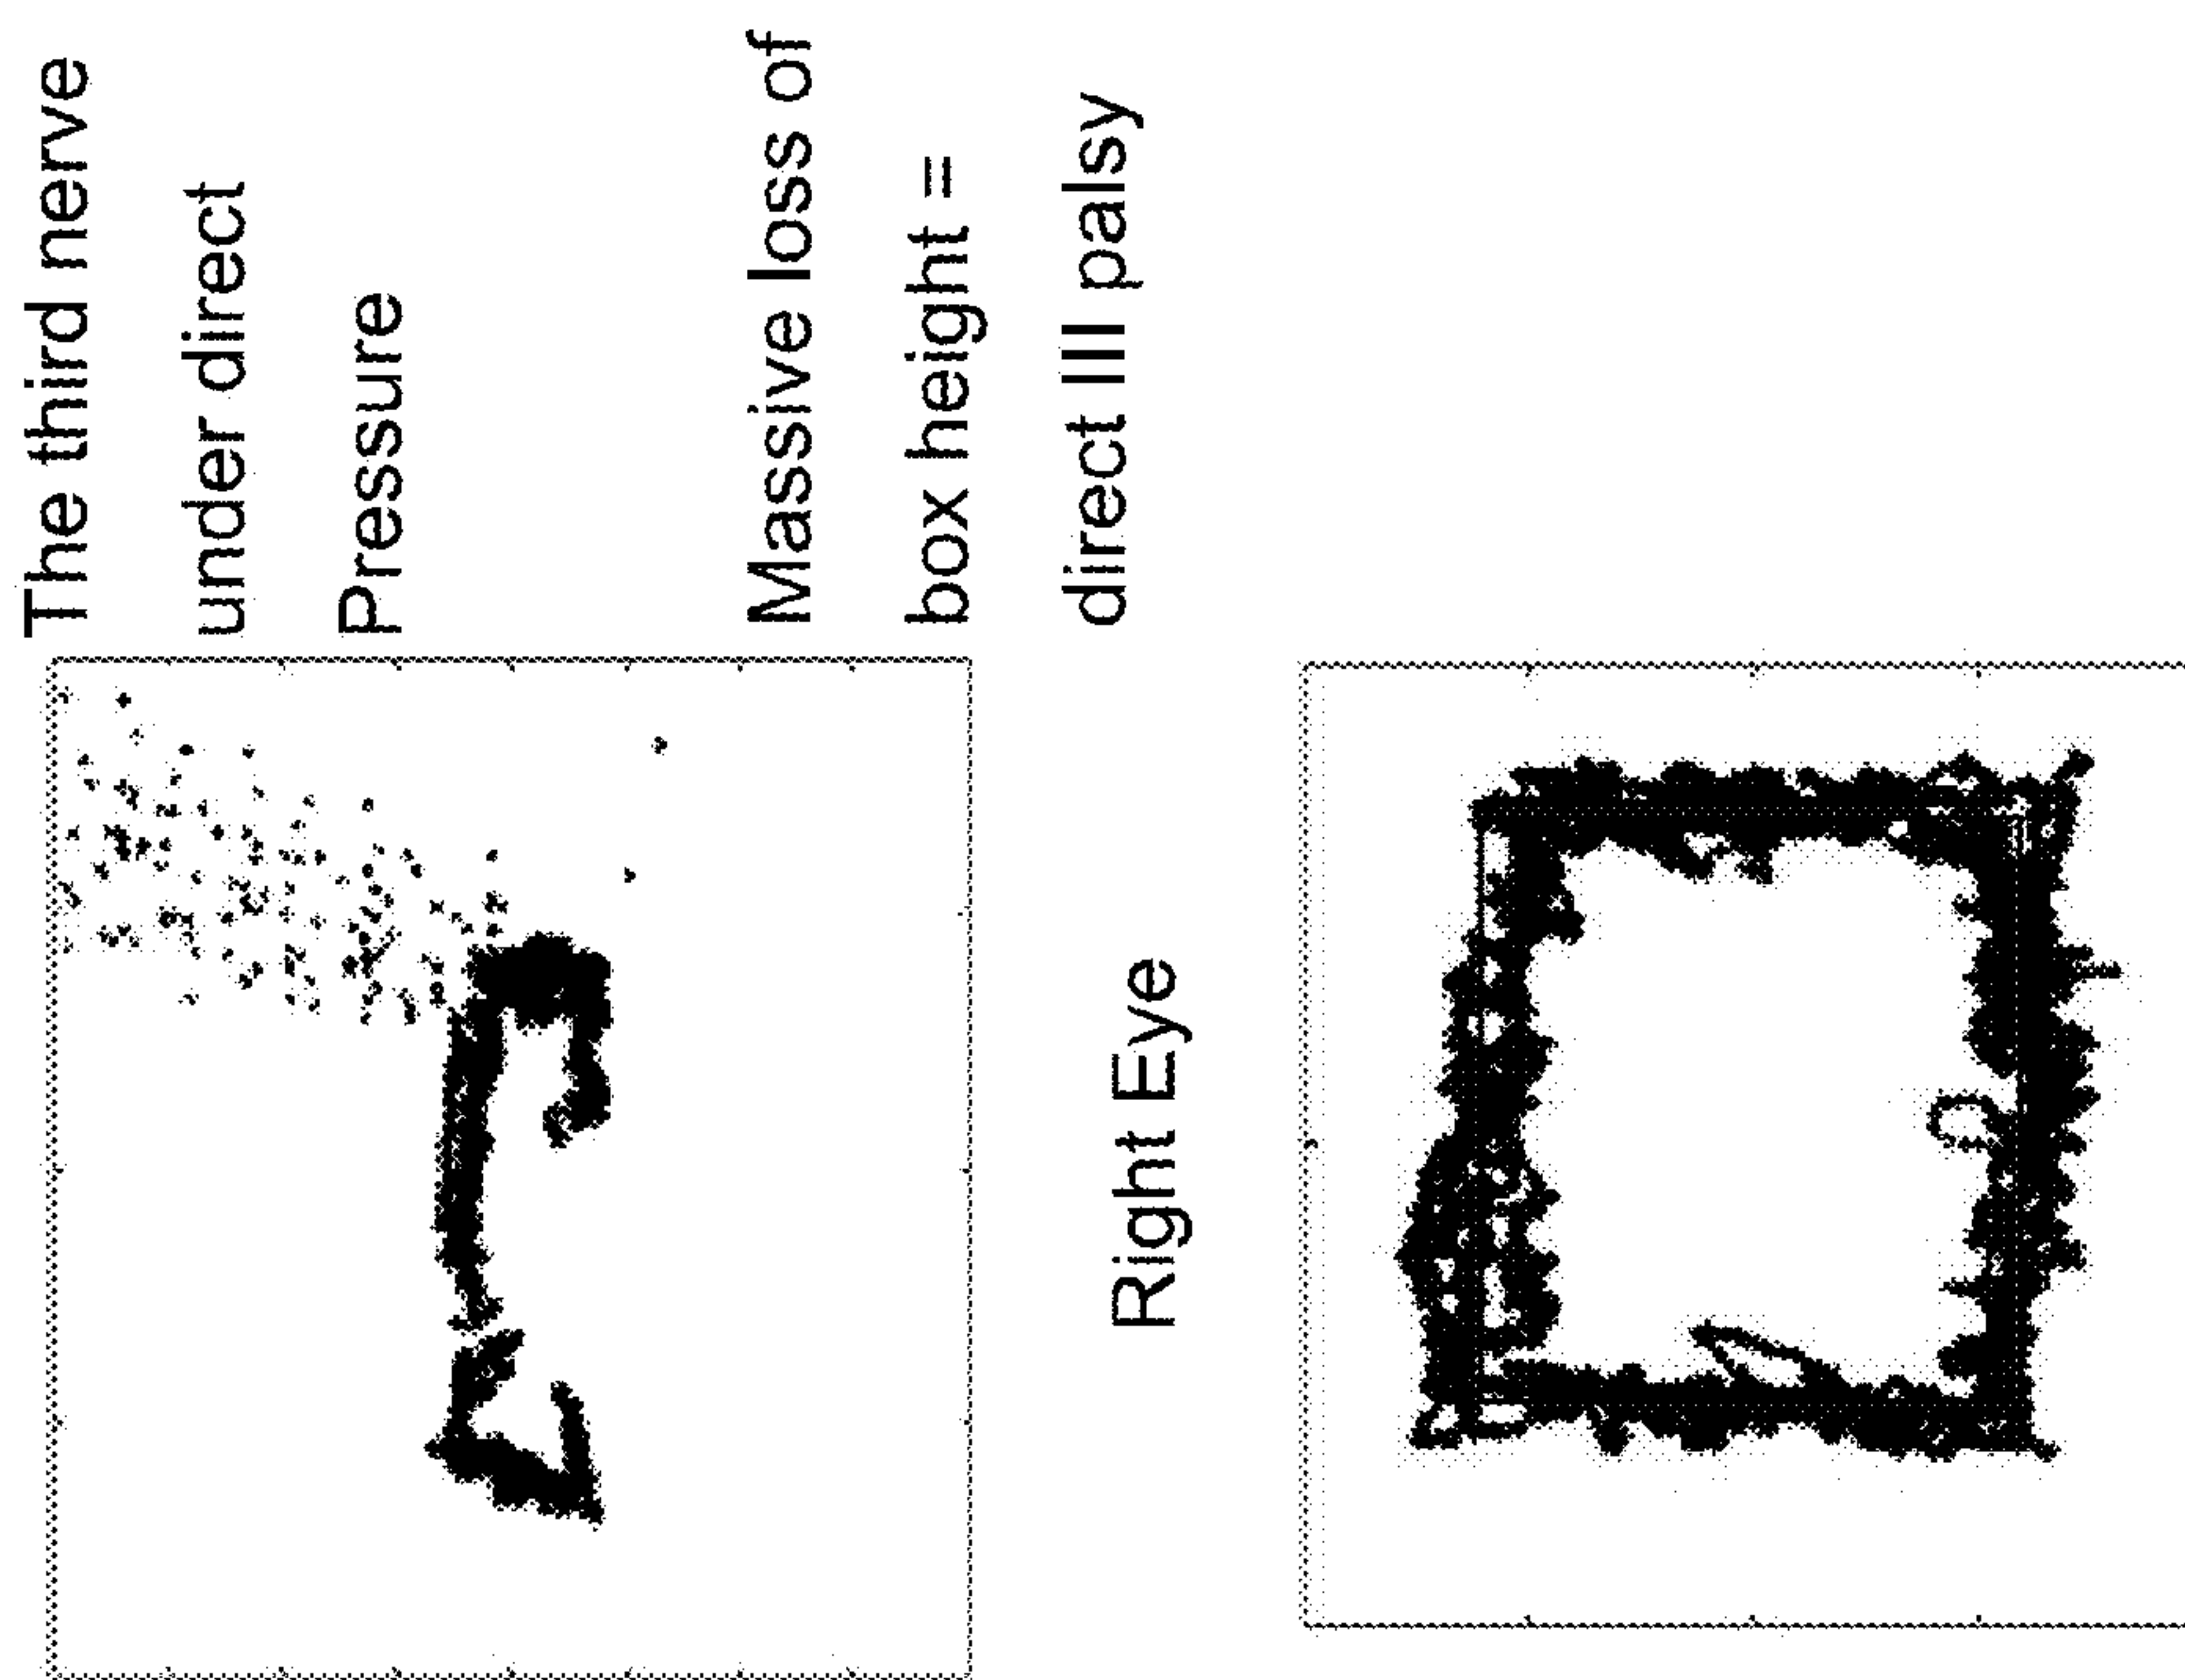 The third nerve
under direct
Pressure
Massive loss of
box height =
direct III palsy
Right Eye